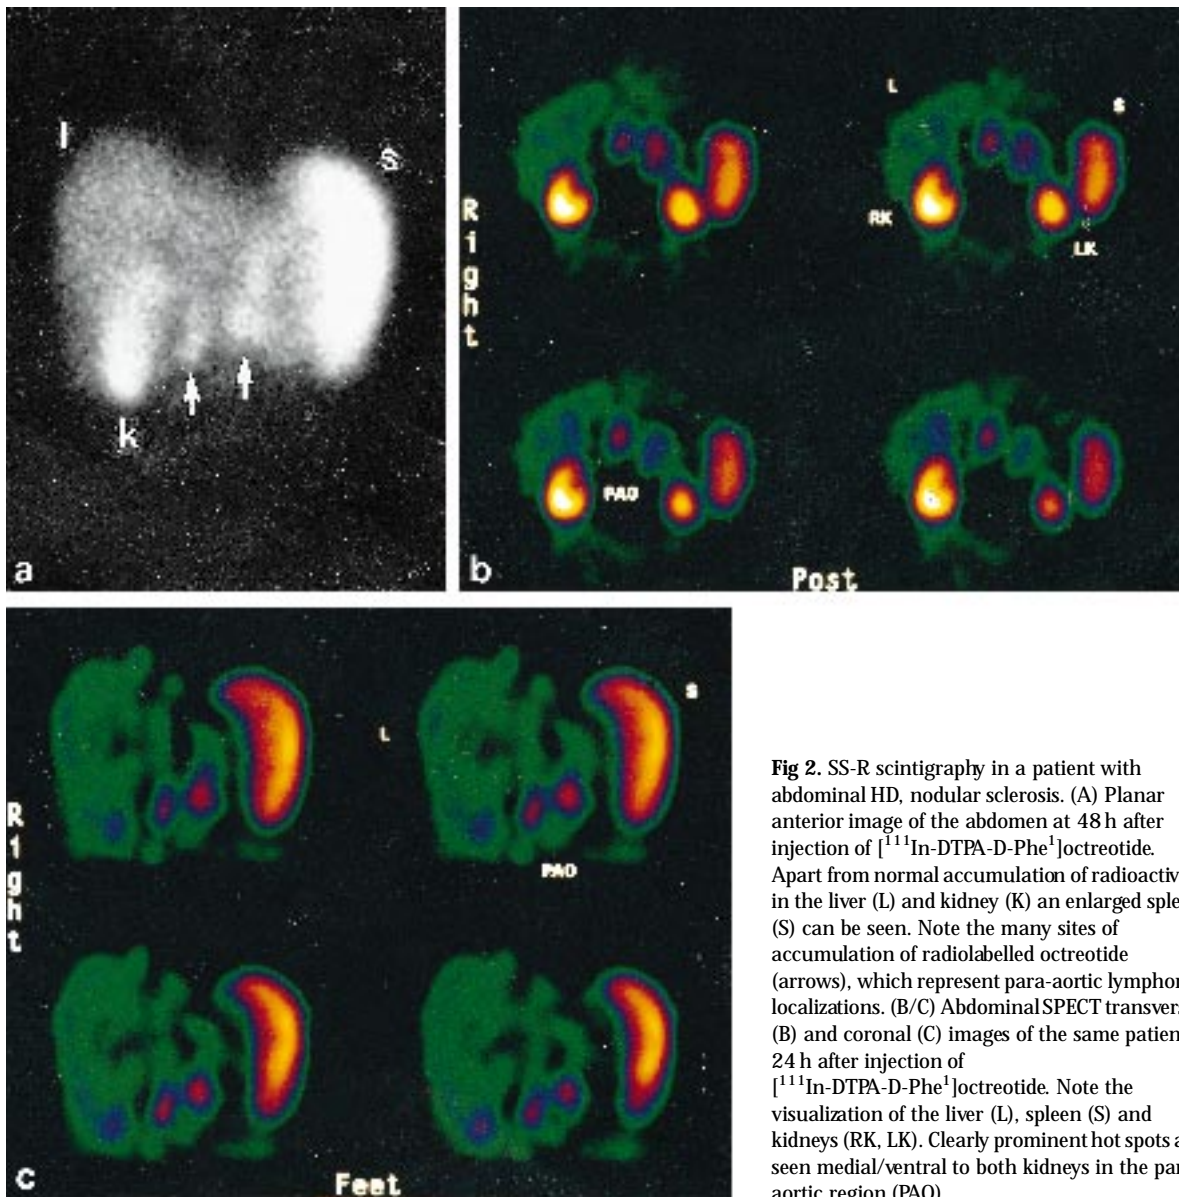 l
s
k
a
L
s
Right
RK
LK
PAO
b
Post
s
L
Right
PAO
c
Feet
Fig 2. SS-R scintigraphy in a patient with
abdominal HD, nodular sclerosis. (A) Planar
anterior image of the abdomen at 48 h after
injection of [¹¹¹In-DTPA-D-Phe¹]octreotide.
Apart from normal accumulation of radioactiv
in the liver (L) and kidney (K) an enlarged sple
(S) can be seen. Note the many sites of
accumulation of radiolabelled octreotide
(arrows), which represent para-aortic lymphom
localizations. (B/C) Abdominal SPECT transvers
(B) and coronal (C) images of the same patien
24 h after injection of
[¹¹¹In-DTPA-D-Phe¹]octreotide. Note the
visualization of the liver (L), spleen (S) and
kidneys (RK, LK). Clearly prominent hot spots a
seen medial/ventral to both kidneys in the par
aortic region (PAO)